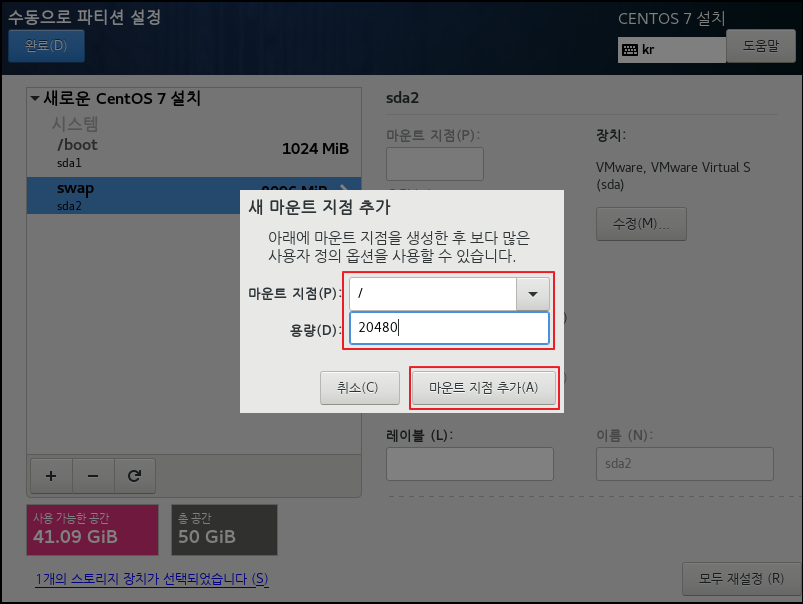 수동으로 파티션 설정
완료(D)
CENTOS 7 설치
kr
도움말
새로운 CentOS 7 설치
시스템
/boot
1024 MiB
sda1
swap
8096 MiB
sda2
sda2
마운트 지점(P):
장치:
VMware, VMware Virtual S
(sda)
수정(M)...
새 마운트 지점 추가
아래에 마운트 지점을 생성한 후 보다 많은
사용자 정의 옵션을 사용할 수 있습니다.
마운트 지점(P):
/
용량(D):
20480
취소(C)
마운트 지점 추가(A)
레이블 (L):
이름 (N):
sda2
사용 가능한 공간
41.09 GiB
총 공간
50 GiB
1개의 스토리지 장치가 선택되었습니다 (S)
모두 재설정 (R)